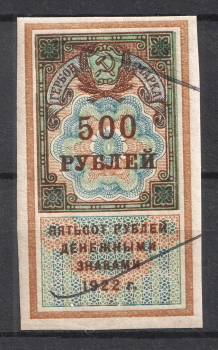 ГЕРБОВАЯ МАРКА
500
РУБЛЕЙ
ПЯТЬСОТ РУБЛЕЙ
ДЕНЕЖНЫМИ
ЗНАКАМИ
1922 г.